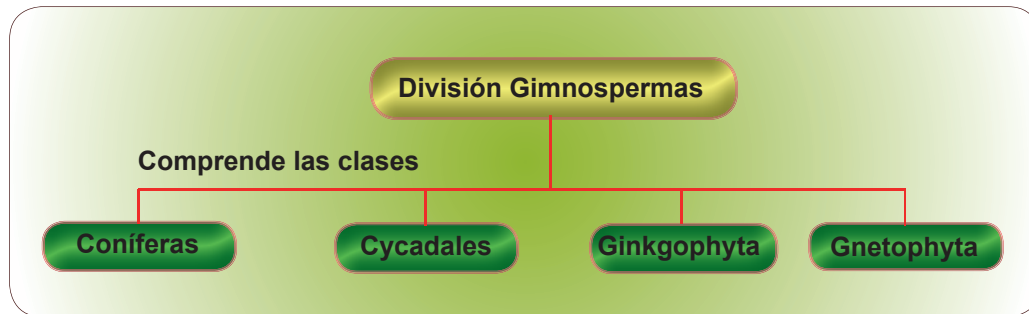 División Gimnospermas
Comprende las clases
Coníferas
Cycadales
Ginkgophyta
Gnetophyta